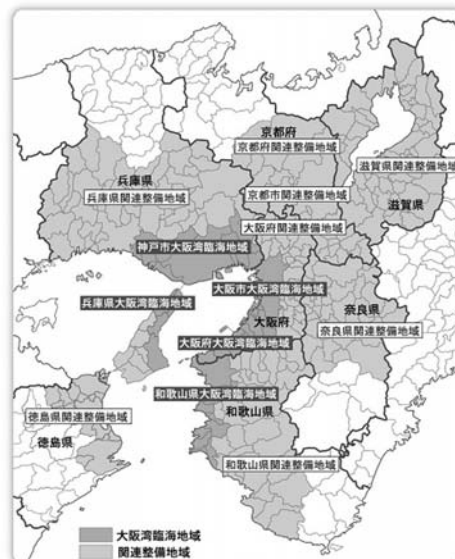 京都府
京都府関連整備地域
滋賀県関連整備地域
兵庫県
兵庫県関連整備地域
京都市関連整備地域
滋賀県
大阪府関連整備地域
神戸市大阪湾臨海地域
大阪市大阪湾臨海地域
兵庫県大阪湾臨海地域
奈良県
大阪府
奈良県関連整備地域
大阪府大阪湾臨海地域
和歌山県大阪湾臨海地域
和歌山県
徳島県関連整備地域
徳島県
和歌山県関連整備地域
大阪湾臨海地域
関連整備地域